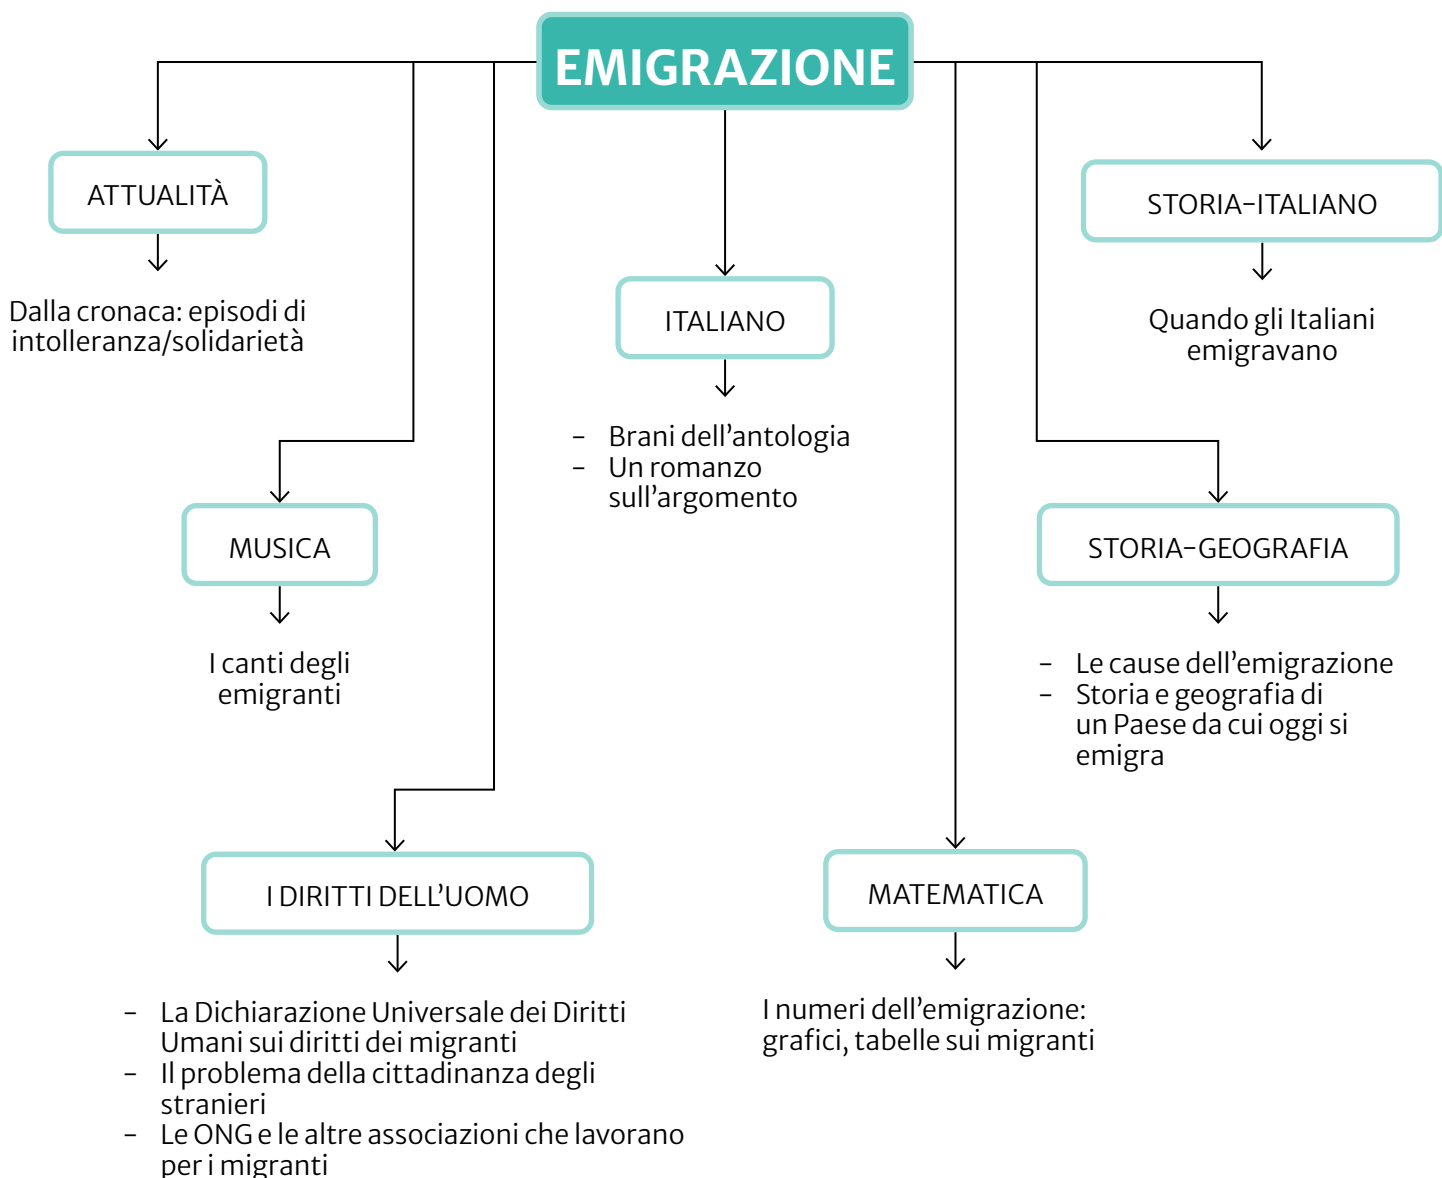 EMIGRAZIONE
ATTUALITÀ
Dalla cronaca: episodi di
intolleranza/solidarietà
STORIA-ITALIANO
Quando gli Italiani
emigravano
ITALIANO
- Brani dell’antologia
- Un romanzo
sull’argomento
MUSICA
I canti degli
emigranti
STORIA-GEOGRAFIA
- Le cause dell’emigrazione
- Storia e geografia di
un Paese da cui oggi si
emigra
I DIRITTI DELL’UOMO
- La Dichiarazione Universale dei Diritti
Umani sui diritti dei migranti
- Il problema della cittadinanza degli
stranieri
- Le ONG e le altre associazioni che lavorano
per i migranti
MATEMATICA
I numeri dell’emigrazione:
grafici, tabelle sui migranti